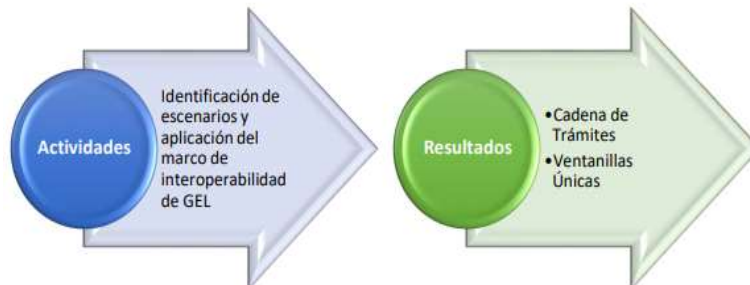 Actividades
Identificación de
escenarios y
aplicación del
marco de
interoperabilidad
de GEL
Resultados
•Cadena de
Trámites
•Ventanillas
Únicas